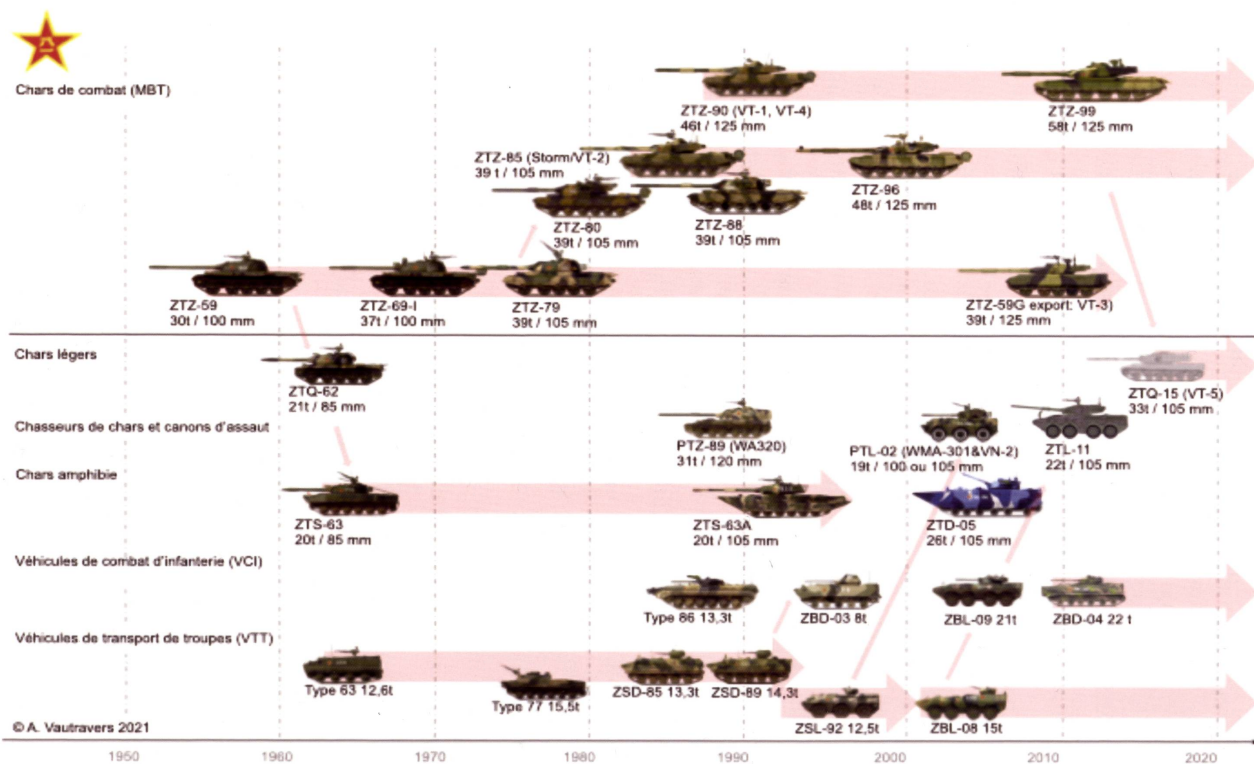 Chars de combat (MBT)
ZTZ-90 (VT-1, VT-4)
46t / 125 mm
ZTZ-99
58t / 125 mm
ZTZ-85 (Storm/VT-2)
39 t / 105 mm
ZTZ-96
48t / 125 mm
ZTZ-80
39t / 105 mm
ZTZ-88
39t / 105 mm
ZTZ-59
30t / 100 mm
ZTZ-69-I
37t / 100 mm
ZTZ-79
39t / 105 mm
ZTZ-59G export: VT-3)
39t / 125 mm
Chars légers
ZTQ-62
21t / 85 mm
ZTQ-15 (VT-5)
33t / 105 mm
Chasseurs de chars et canons d'assaut
PTZ-89 (WA320)
31t / 120 mm
PTL-02 (WMA-301&VN-2)
19t / 100 ou 105 mm
ZTL-11
22t / 105 mm
Chars amphibie
ZTS-63
20t / 85 mm
ZTS-63A
20t / 105 mm
ZTD-05
26t / 105 mm
Véhicules de combat d'infanterie (VCI)
Type 86 13,3t
ZBD-03 8t
ZBL-09 21t
ZBD-04 22 t
Véhicules de transport de troupes (VTT)
Type 63 12,6t
Type 77 15,5t
ZSD-85 13,3t
ZSD-89 14,3t
ZSL-92 12,5t
ZBL-08 15t
© A. Vautravers 2021
1950 1960 1970 1980 1990 2000 2010 2020